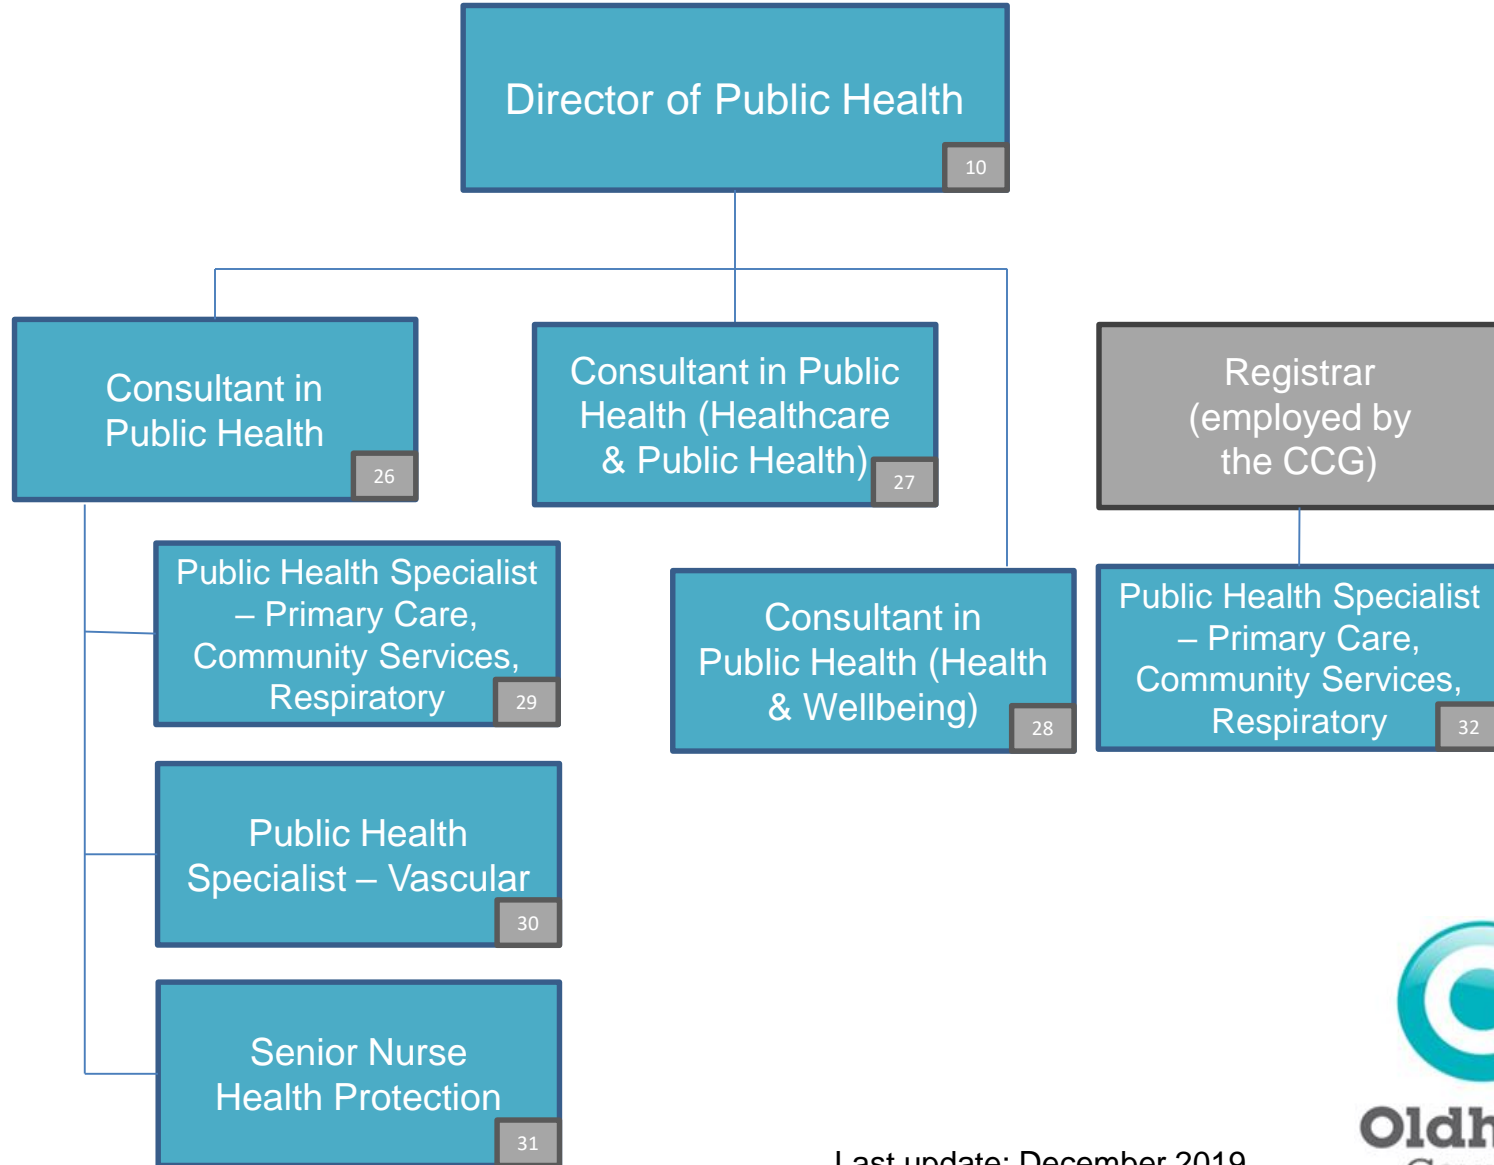 Director of Public Health
10
Consultant in
Public Health
26
Consultant in Public
Health (Healthcare
& Public Health)
27
Registrar
(employed by
the CCG)
Public Health Specialist
– Primary Care,
Community Services,
Respiratory
29
Consultant in
Public Health (Health
& Wellbeing)
28
Public Health Specialist
– Primary Care,
Community Services,
Respiratory
32
Public Health
Specialist – Vascular
30
Senior Nurse
Health Protection
31
Last update: December 2019